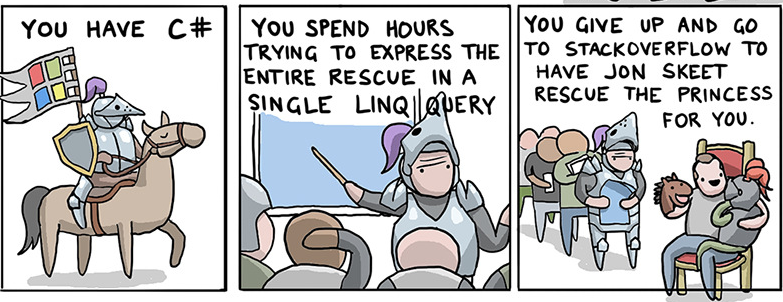 YOU HAVE C#
YOU SPEND HOURS
TRYING TO EXPRESS THE
ENTIRE RESCUE IN A
SINGLE LINQ QUERY
YOU GIVE UP AND GO
TO STACKOVERFLOW TO
HAVE JON SKEET
RESCUE THE PRINCESS
FOR YOU.